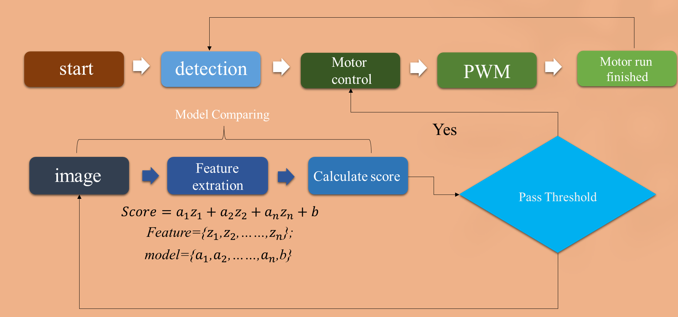 start
detection
Motor
control
PWM
Motor run
finished
Model Comparing
Yes
image
Feature
extration
Calculate score
Pass Threshold
Score = a₁z₁ + a₂z₂ + aₙzₙ + b
Feature={z₁,z₂,……,zₙ};
model={a₁,a₂,……,aₙ,b}